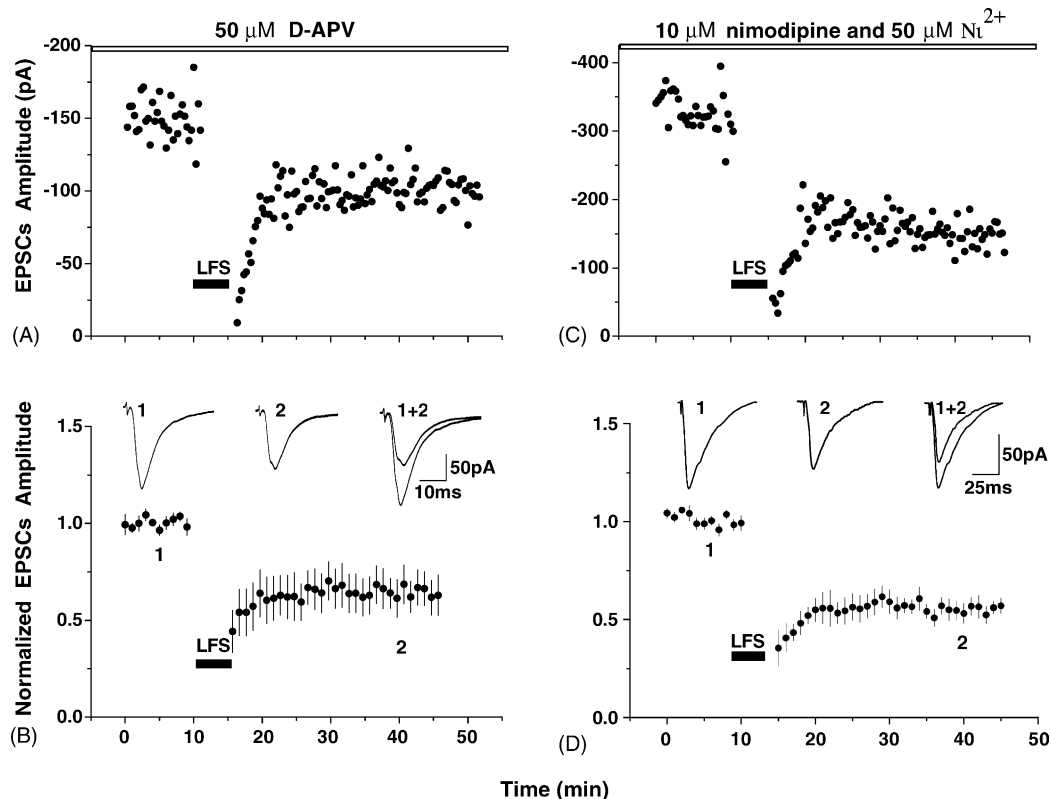 50 μM D-APV
-200
-150
-100
-50
0
EPSCs Amplitude (pA)
LFS
(A)
10 μM nimodipine and 50 μM Nι2+
-400
-300
-200
-100
0
LFS
(C)
1.5
1.0
0.5
0.0
Normalized EPSCs Amplitude
1
2
1+2
50pA
10ms
1
LFS
2
0 10 20 30 40 50
(B)
1.5
1.0
0.5
0.0
1
2
1 1+2
50pA
25ms
1
LFS
2
0 10 20 30 40 50
(D)
Time (min)